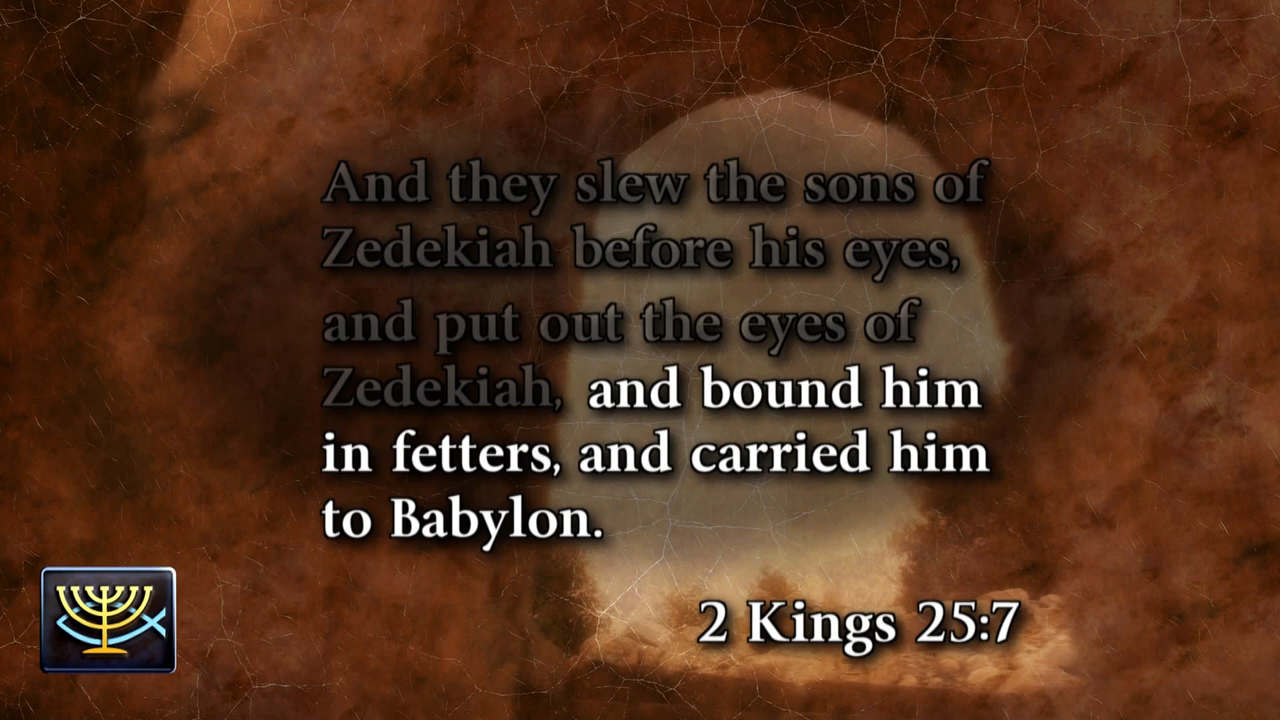 And they slew the sons of
Zedekiah before his eyes,
and put out the eyes of
Zedekiah, and bound him
in fetters, and carried him
to Babylon.
2 Kings 25:7